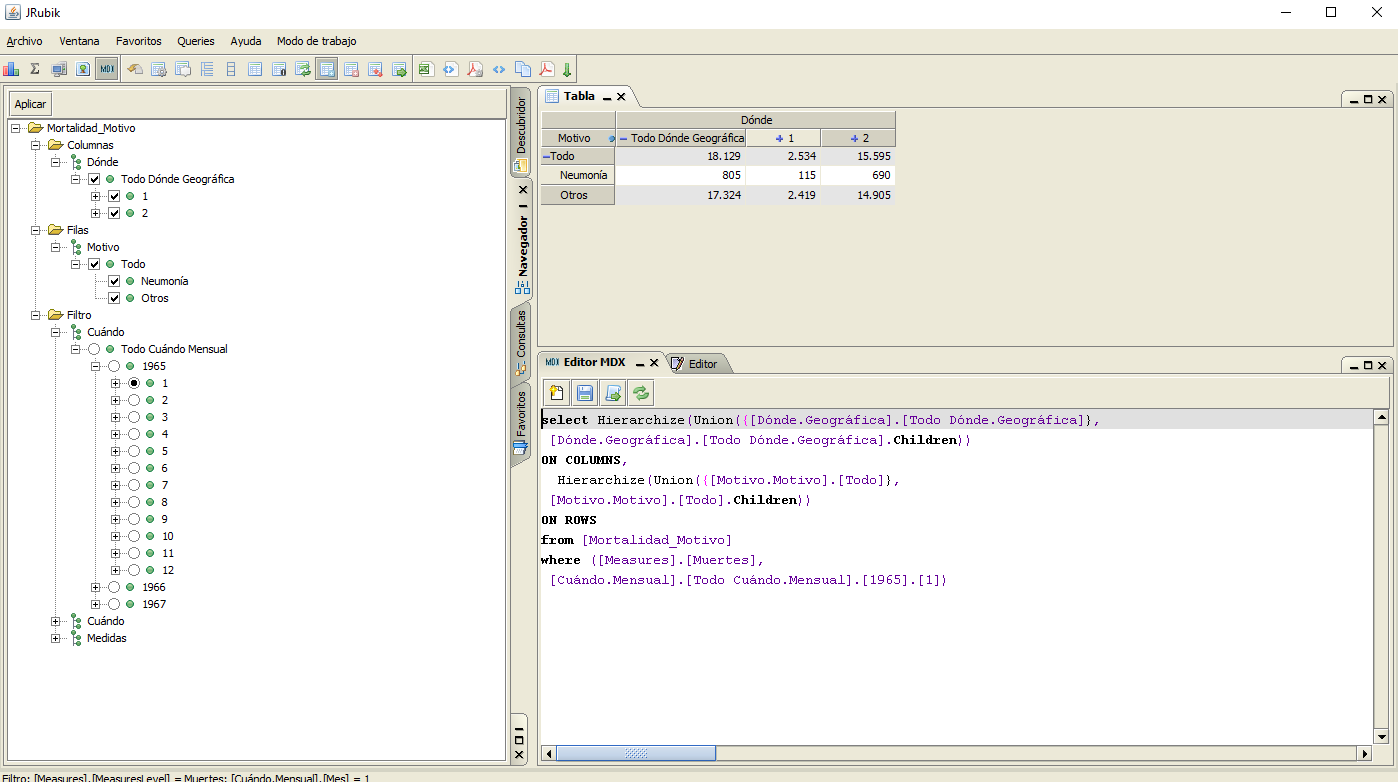 JRubik
Archivo Ventana Favoritos Queries Ayuda Modo de trabajo
MDX
Aplicar
Mortalidad_Motivo
Columnas
Dónde
Todo Dónde Geográfica
1
2
Filas
Motivo
Todo
Neumonía
Otros
Filtro
Cuándo
Todo Cuándo Mensual
1965
1
2
3
4
5
6
7
8
9
10
11
12
1966
1967
Cuándo
Medidas
Descubridor
Navegador
Consultas
Favoritos
Tabla
Dónde
Motivo Todo Dónde Geográfica 1 2
Todo 18.129 2.534 15.595
Neumonía 805 115 690
Otros 17.324 2.419 14.905
MDX Editor MDX Editor
select Hierarchize(Union({[Dónde.Geográfica].[Todo Dónde.Geográfica]},
[Dónde.Geográfica].[Todo Dónde.Geográfica].Children))
ON COLUMNS,
Hierarchize(Union({[Motivo.Motivo].[Todo]},
[Motivo.Motivo].[Todo].Children))
ON ROWS
from [Mortalidad_Motivo]
where ([Measures].[Muertes],
[Cuándo.Mensual].[Todo Cuándo.Mensual].[1965].[1])
Filtro: [Measures].[MeasuresLevel] = Muertes; [Cuándo.Mensual].[Mes] = 1